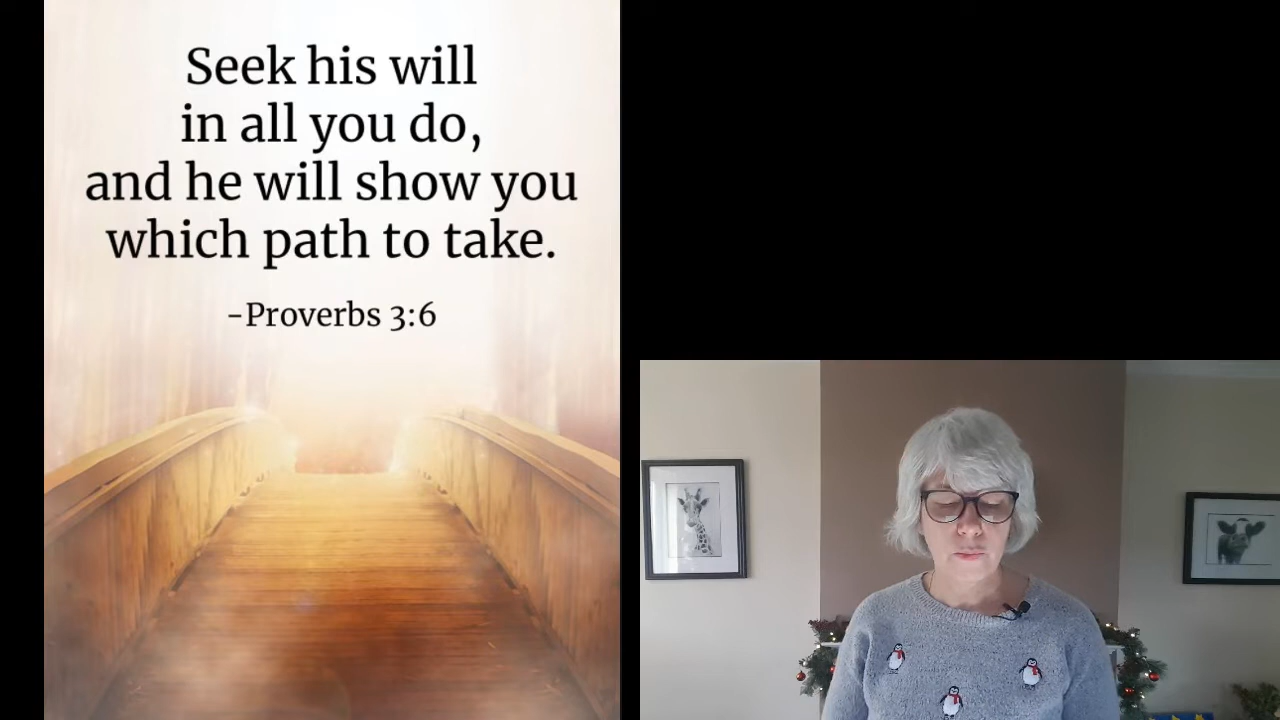 Seek his will
in all you do,
and he will show you
which path to take.
-Proverbs 3:6